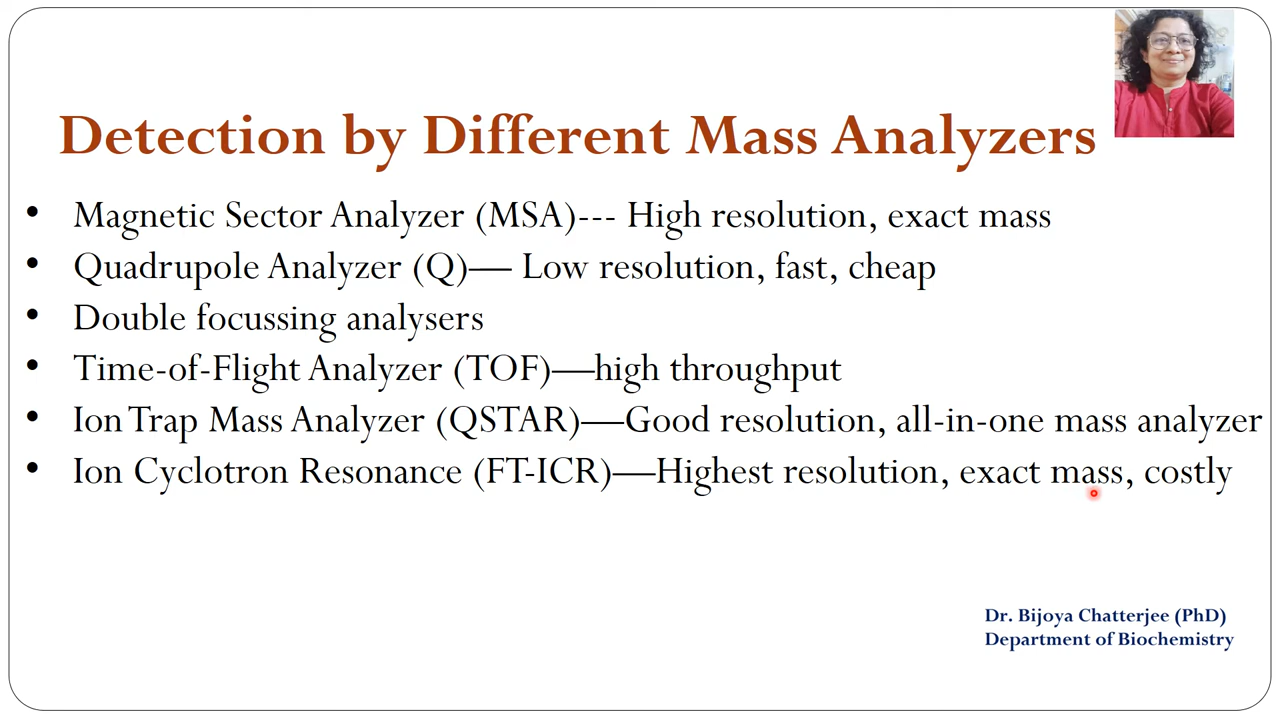 Detection by Different Mass Analyzers
• Magnetic Sector Analyzer (MSA)--- High resolution, exact mass
• Quadrupole Analyzer (Q)— Low resolution, fast, cheap
• Double focussing analysers
• Time-of-Flight Analyzer (TOF)—high throughput
• Ion Trap Mass Analyzer (QSTAR)—Good resolution, all-in-one mass analyzer
• Ion Cyclotron Resonance (FT-ICR)—Highest resolution, exact mass, costly
Dr. Bijoya Chatterjee (PhD)
Department of Biochemistry